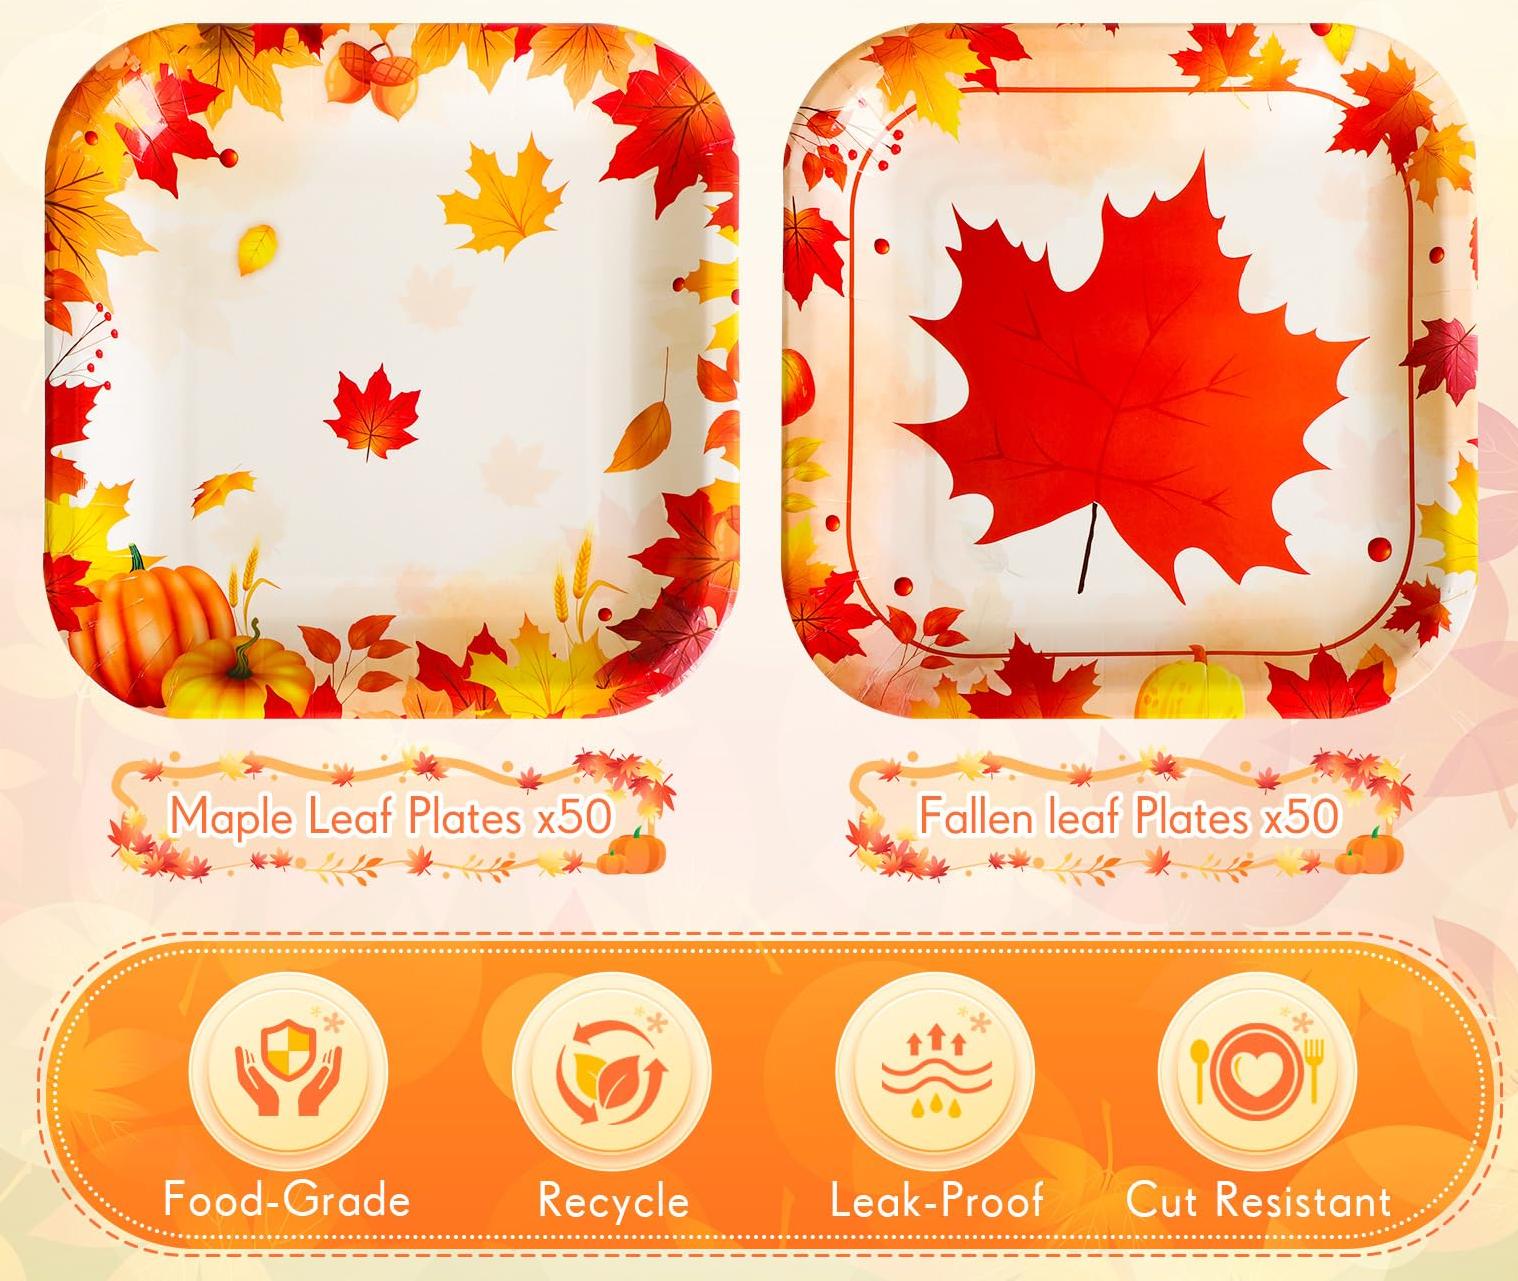 Maple Leaf Plates x50
Fallen leaf Plates x50
Food-Grade
Recycle
Leak-Proof
Cut Resistant